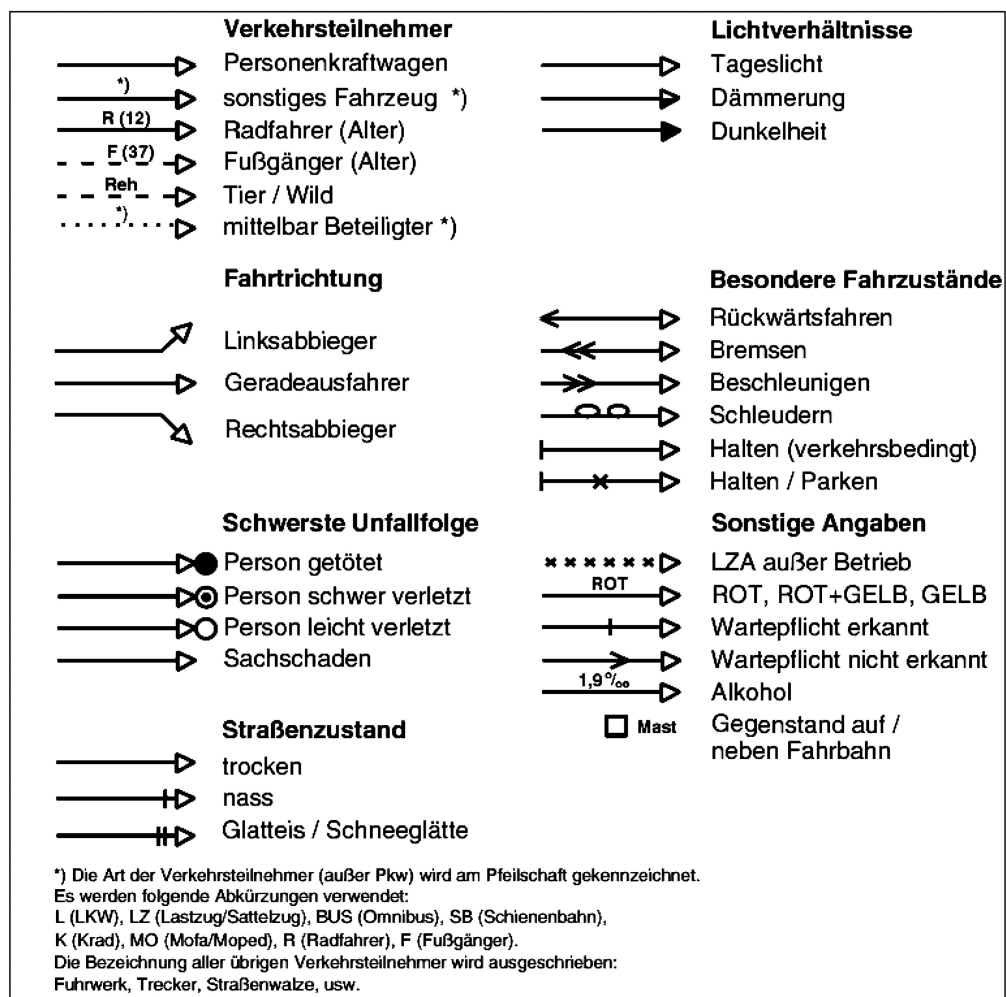 Verkehrsteilnehmer
Personenkraftwagen
*)
sonstiges Fahrzeug *)
R (12)
Radfahrer (Alter)
F (37)
Fußgänger (Alter)
Reh
Tier / Wild
*)
mittelbar Beteiligter *)
Lichtverhältnisse
Tageslicht
Dämmerung
Dunkelheit
Fahrtrichtung
Linksabbieger
Geradeausfahrer
Rechtsabbieger
Besondere Fahrzustände
Rückwärtsfahren
Bremsen
Beschleunigen
Schleudern
Halten (verkehrsbedingt)
Halten / Parken
Schwerste Unfallfolge
Person getötet
Person schwer verletzt
Person leicht verletzt
Sachschaden
Sonstige Angaben
LZA außer Betrieb
ROT
ROT, ROT+GELB, GELB
Wartepflicht erkannt
Wartepflicht nicht erkannt
1,9‰
Alkohol
Mast
Gegenstand auf /
neben Fahrbahn
Straßenzustand
trocken
nass
Glatteis / Schneeglätte
*) Die Art der Verkehrsteilnehmer (außer Pkw) wird am Pfeilschaft gekennzeichnet.
Es werden folgende Abkürzungen verwendet:
L (LKW), LZ (Lastzug/Sattelzug), BUS (Omnibus), SB (Schienenbahn),
K (Krad), MO (Mofa/Moped), R (Radfahrer), F (Fußgänger).
Die Bezeichnung aller übrigen Verkehrsteilnehmer wird ausgeschrieben:
Fuhrwerk, Trecker, Straßenwalze, usw.